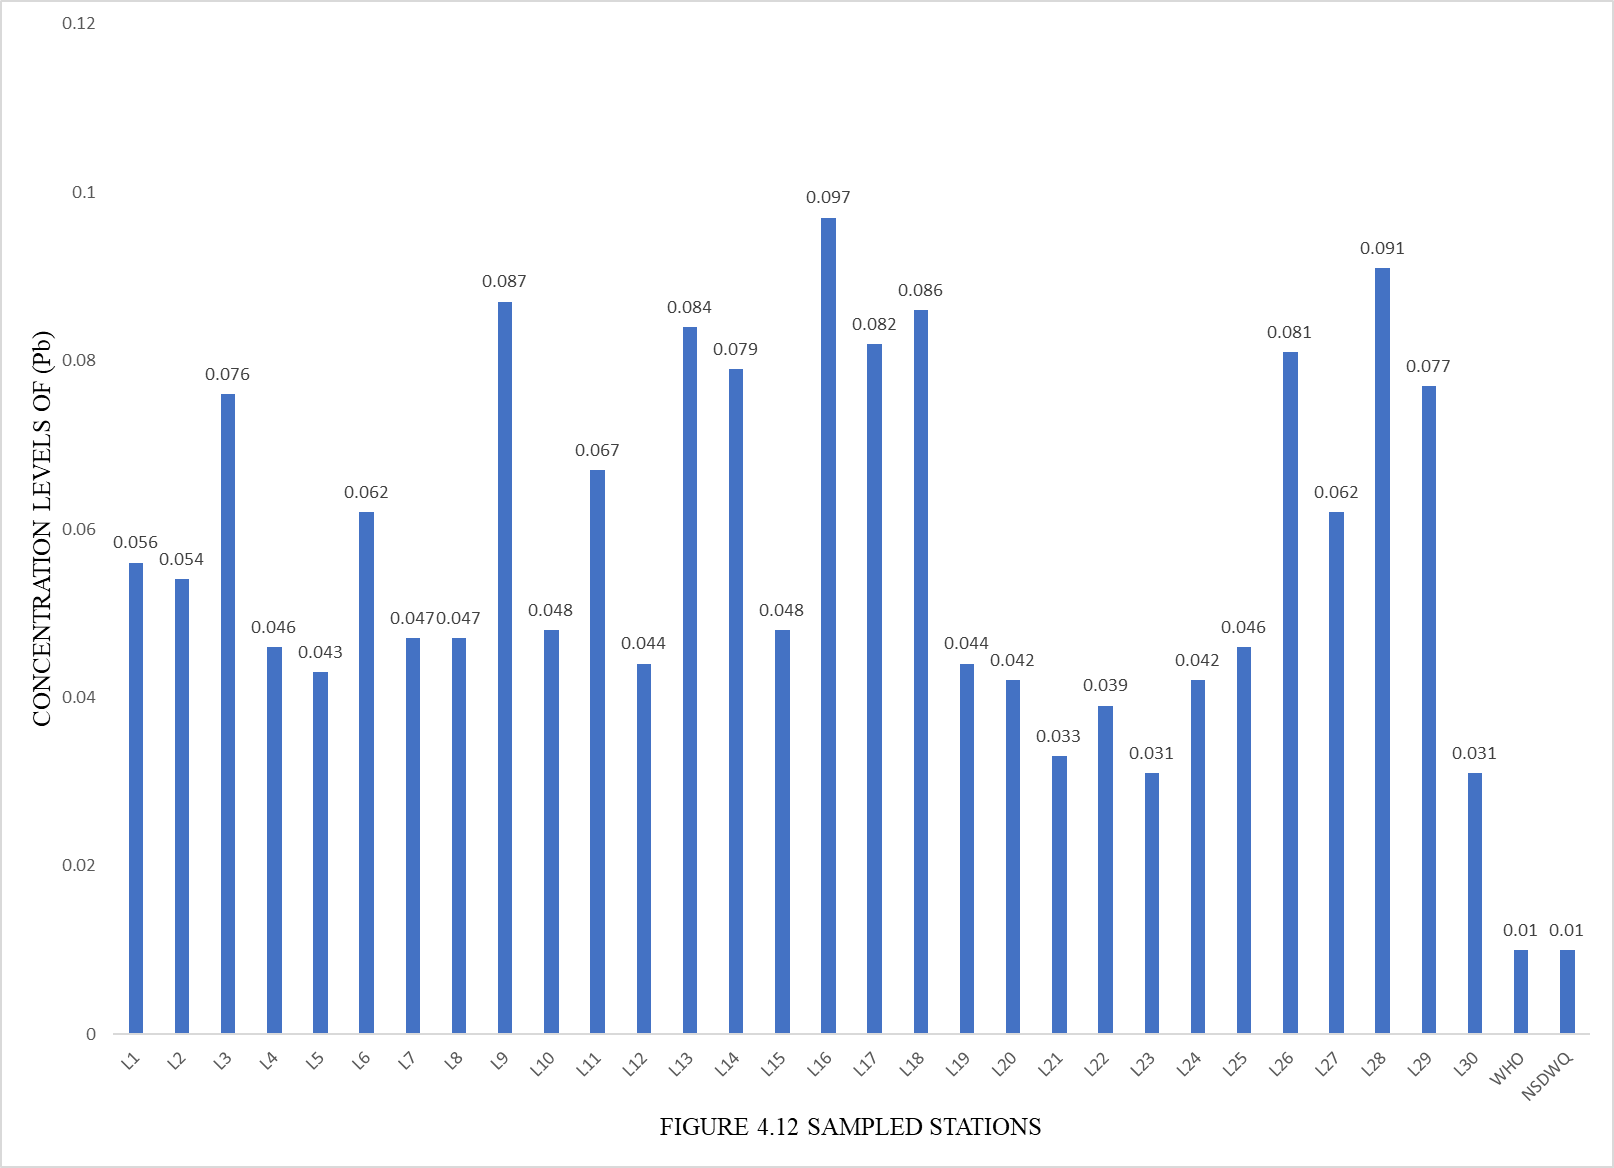 0.12
0.1
0.08
0.06
0.04
0.02
0
CONCENTRATION LEVELS OF (Pb)
0.056
0.054
0.076
0.046
0.043
0.062
0.047
0.047
0.087
0.048
0.067
0.044
0.084
0.079
0.048
0.097
0.082
0.086
0.044
0.042
0.033
0.039
0.031
0.042
0.046
0.081
0.062
0.091
0.077
0.031
0.01
0.01
L1
L2
L3
L4
L5
L6
L7
L8
L9
L10
L11
L12
L13
L14
L15
L16
L17
L18
L19
L20
L21
L22
L23
L24
L25
L26
L27
L28
L29
L30
WHO
NSDWQ
FIGURE 4.12 SAMPLED STATIONS